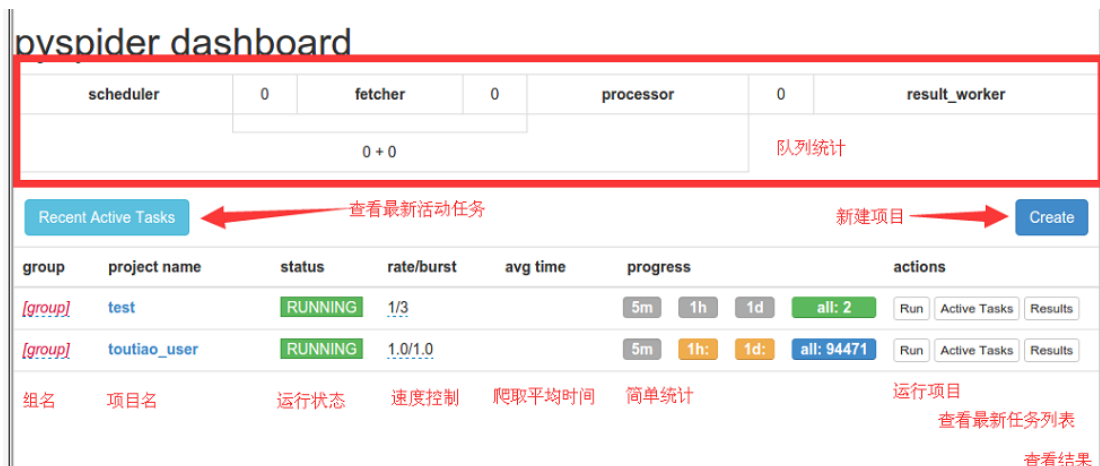 pyspider dashboard
scheduler 0 fetcher 0 processor 0 result_worker
0 + 0
队列统计
Recent Active Tasks 查看最新活动任务 新建项目 Create
group project name status rate/burst avg time progress actions
[group] test RUNNING 1/3 5m 1h 1d all: 2 Run Active Tasks Results
[group] toutiao_user RUNNING 1.0/1.0 5m 1h: 1d: all: 94471 Run Active Tasks Results
组名 项目名 运行状态 速度控制 爬取平均时间 简单统计 运行项目
查看最新任务列表
查看结果